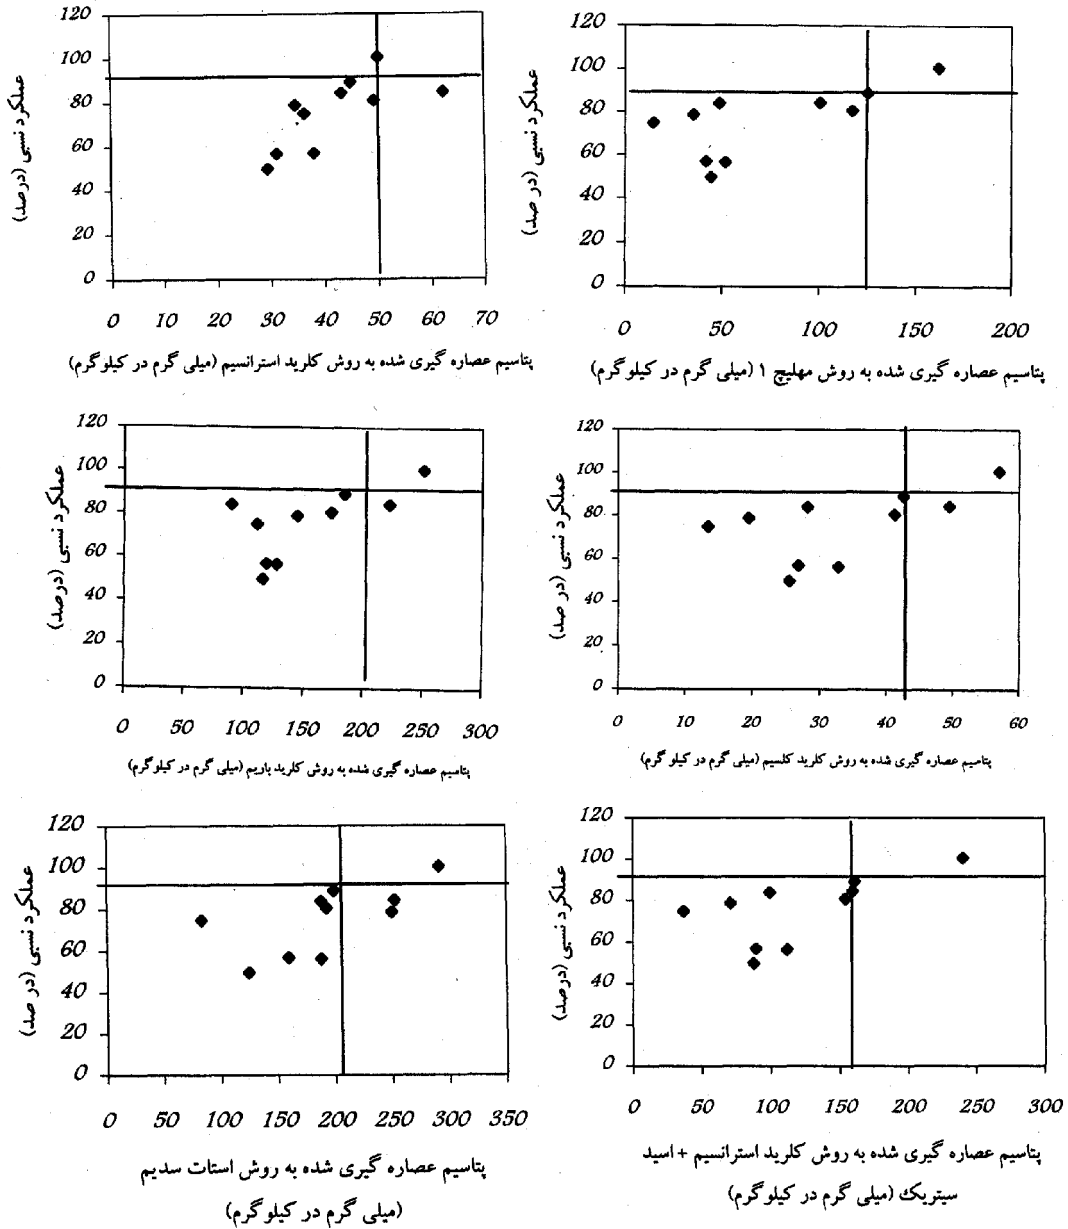 120
100
80
60
40
20
0
عملکرد نسبی (در صد)
0 10 20 30 40 50 60 70
پتاسیم عصاره گیری شده به روش کلرید استرانسیم (میلی گرم در کیلوگرم)
120
100
80
60
40
20
0
عملکرد نسبی (در صد)
0 50 100 150 200
پتاسیم عصاره گیری شده به روش مهلیچ ۱ (میلی گرم در کیلوگرم)
120
100
80
60
40
20
0
عملکرد نسبی (درصد)
0 50 100 150 200 250 300
پتاسیم عصاره گیری شده به روش کلرید باریم (میلی گرم در کیلو گرم)
120
100
80
60
40
20
0
عملکرد نسبی (در صد)
0 10 20 30 40 50 60
پتاسیم عصاره گیری شده به روش کلرید کلسیم (میلی گرم در کیلو گرم)
120
100
80
60
40
20
0
عملکرد نسبی (در صد)
0 50 100 150 200 250 300 350
پتاسیم عصاره گیری شده به روش استات سدیم
(میلی گرم در کیلوگرم)
120
100
80
60
40
20
0
عملکرد نسبی (درصد)
0 50 100 150 200 250 300
پتاسیم عصاره گیری شده به روش کلرید استرانسیم + اسید
سیتریک (میلی گرم در کیلوگرم)